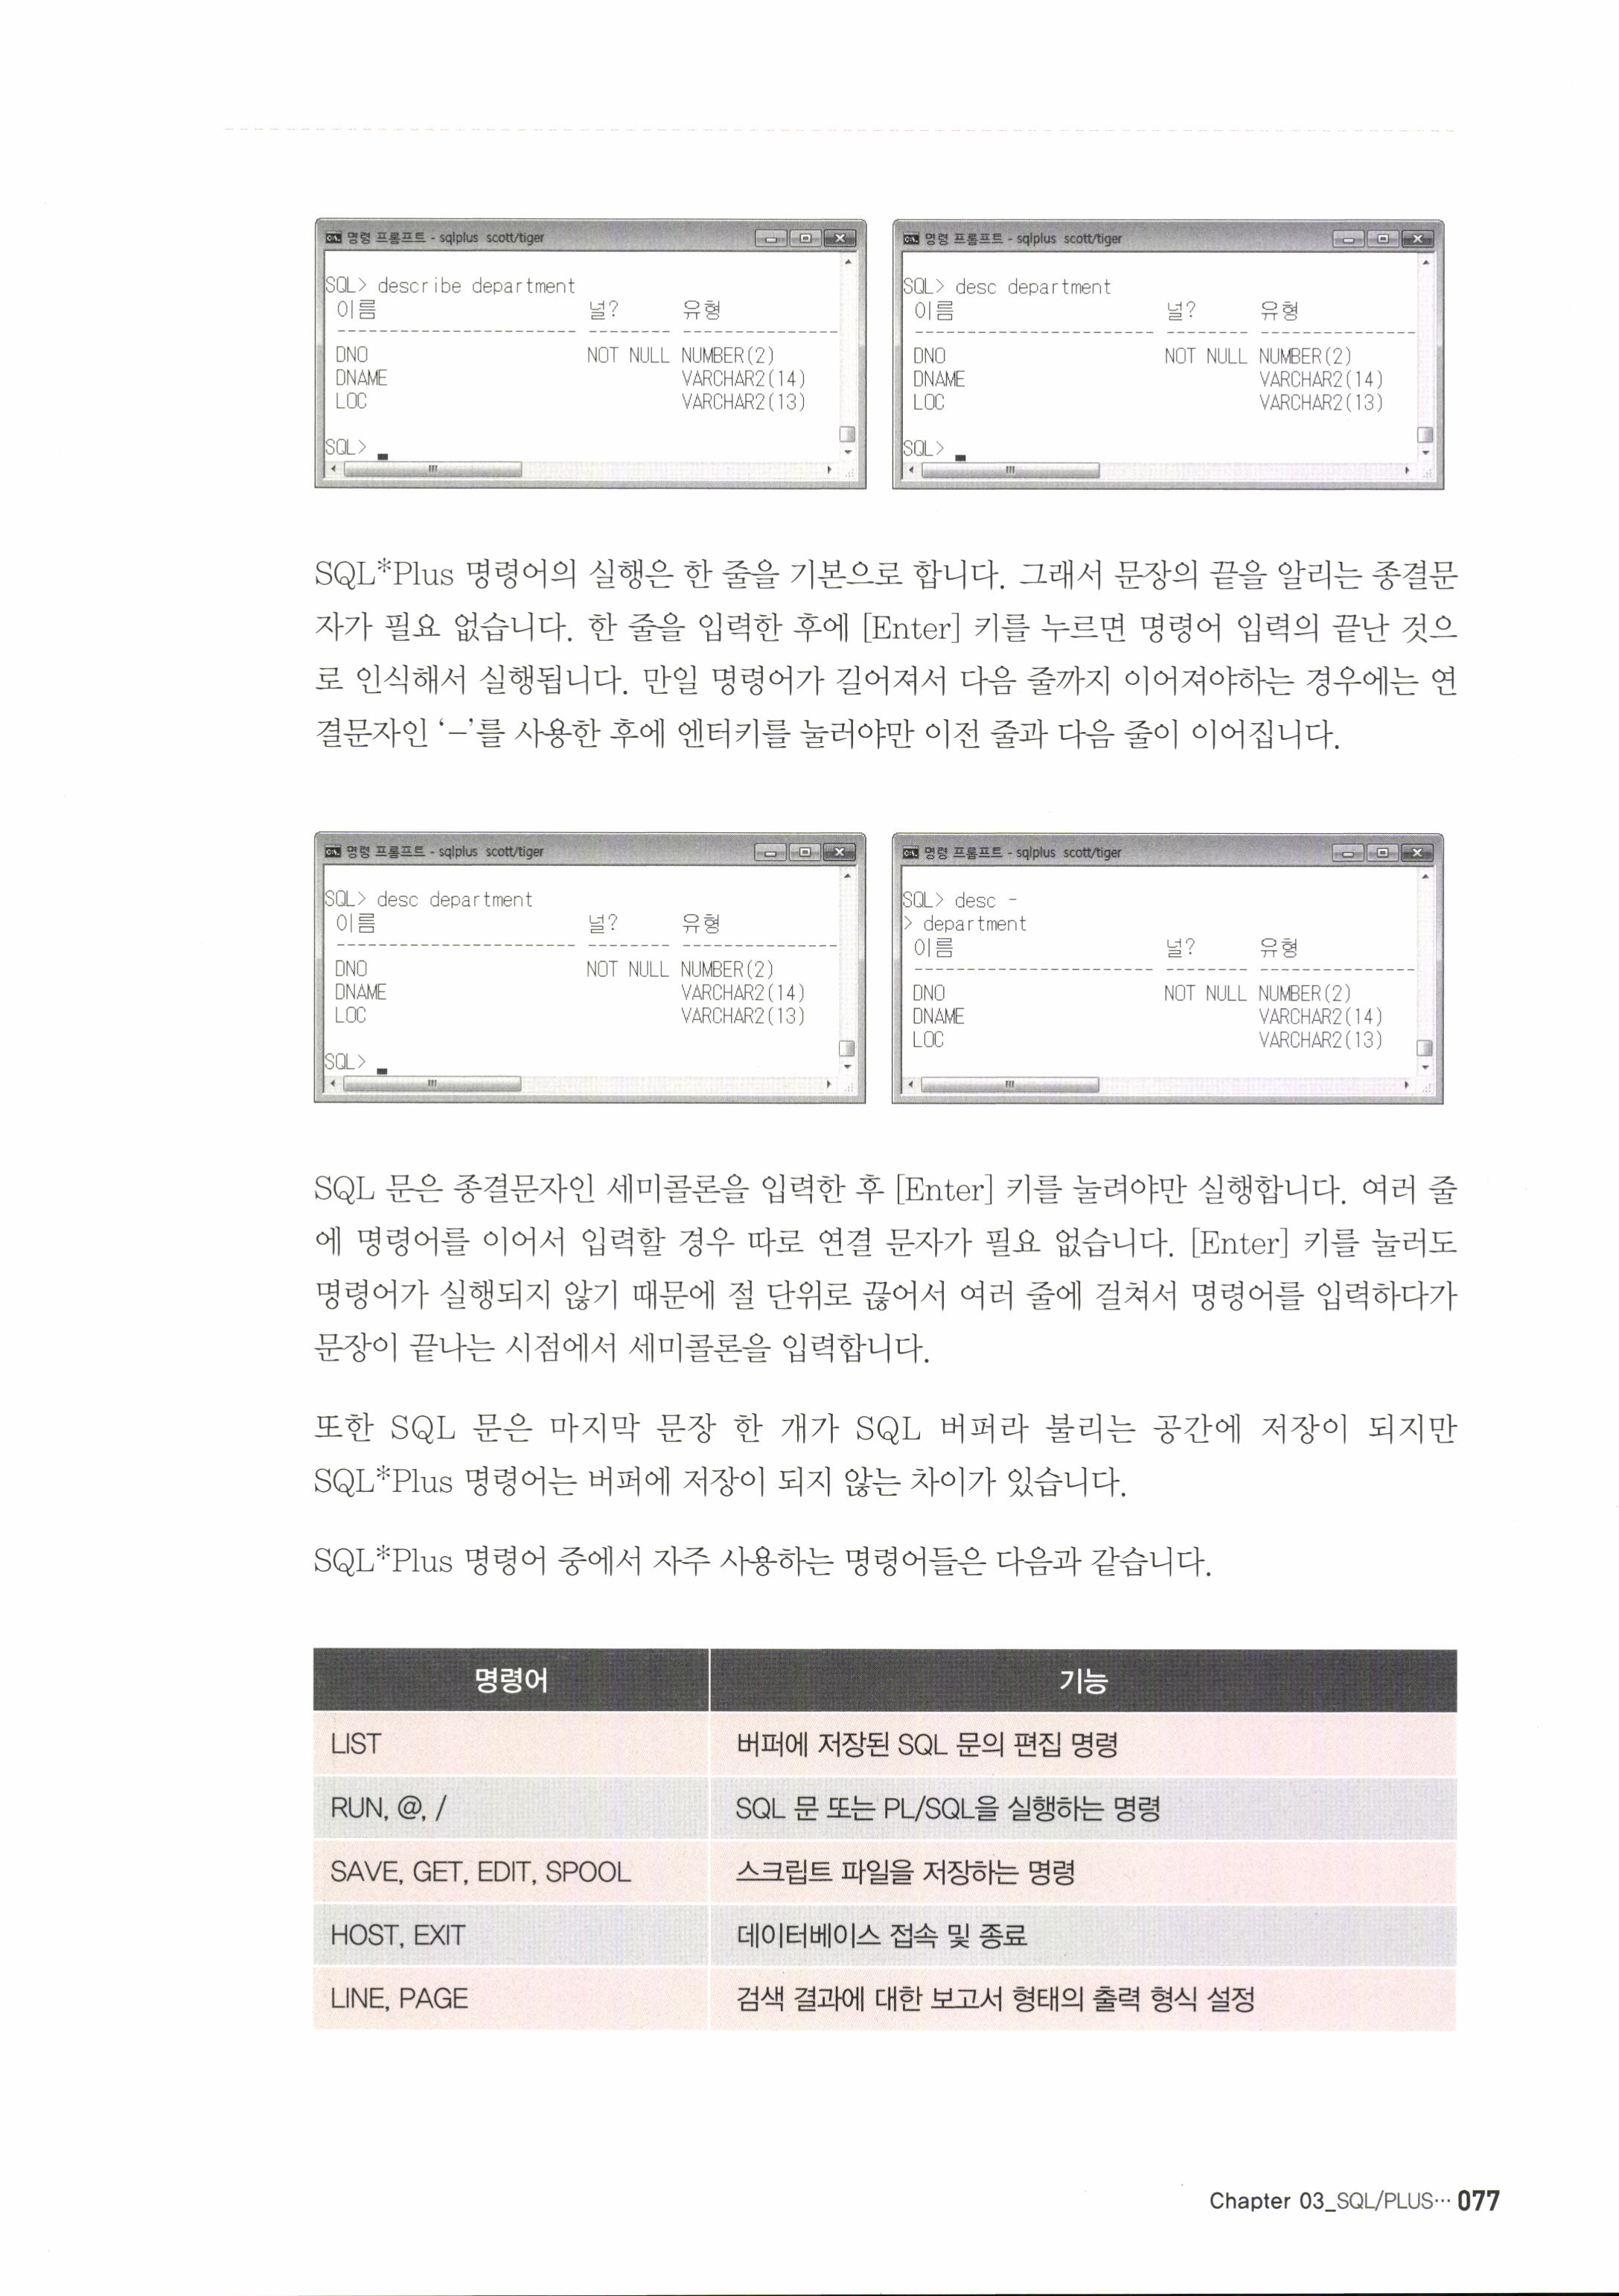 명령 프롬프트 - sqlplus scott/tiger
SQL> describe department
이름 널? 유형
----------------------- -------- ---------------
DNO NOT NULL NUMBER(2)
DNAME VARCHAR2(14)
LOC VARCHAR2(13)
SQL>
명령 프롬프트 - sqlplus scott/tiger
SQL> desc department
이름 널? 유형
----------------------- -------- ---------------
DNO NOT NULL NUMBER(2)
DNAME VARCHAR2(14)
LOC VARCHAR2(13)
SQL>
SQL*Plus 명령어의 실행은 한 줄을 기본으로 합니다. 그래서 문장의 끝을 알리는 종결문
자가 필요 없습니다. 한 줄을 입력한 후에 [Enter] 키를 누르면 명령어 입력의 끝난 것으
로 인식해서 실행됩니다. 만일 명령어가 길어져서 다음 줄까지 이어져야하는 경우에는 연
결문자인 ‘-’를 사용한 후에 엔터키를 눌러야만 이전 줄과 다음 줄이 이어집니다.
명령 프롬프트 - sqlplus scott/tiger
SQL> desc department
이름 널? 유형
----------------------- -------- ---------------
DNO NOT NULL NUMBER(2)
DNAME VARCHAR2(14)
LOC VARCHAR2(13)
SQL>
명령 프롬프트 - sqlplus scott/tiger
SQL> desc -
> department
이름 널? 유형
----------------------- -------- ---------------
DNO NOT NULL NUMBER(2)
DNAME VARCHAR2(14)
LOC VARCHAR2(13)
SQL 문은 종결문자인 세미콜론을 입력한 후 [Enter] 키를 눌려야만 실행합니다. 여러 줄
에 명령어를 이어서 입력할 경우 따로 연결 문자가 필요 없습니다. [Enter] 키를 눌러도
명령어가 실행되지 않기 때문에 절 단위로 끊어서 여러 줄에 걸쳐서 명령어를 입력하다가
문장이 끝나는 시점에서 세미콜론을 입력합니다.
또한 SQL 문은 마지막 문장 한 개가 SQL 버퍼라 불리는 공간에 저장이 되지만
SQL*Plus 명령어는 버퍼에 저장이 되지 않는 차이가 있습니다.
SQL*Plus 명령어 중에서 자주 사용하는 명령어들은 다음과 같습니다.
명령어 기능
LIST 버퍼에 저장된 SQL 문의 편집 명령
RUN, @, / SQL 문 또는 PL/SQL을 실행하는 명령
SAVE, GET, EDIT, SPOOL 스크립트 파일을 저장하는 명령
HOST, EXIT 데이터베이스 접속 및 종료
LINE, PAGE 검색 결과에 대한 보고서 형태의 출력 형식 설정
Chapter 03_SQL/PLUS··· 077